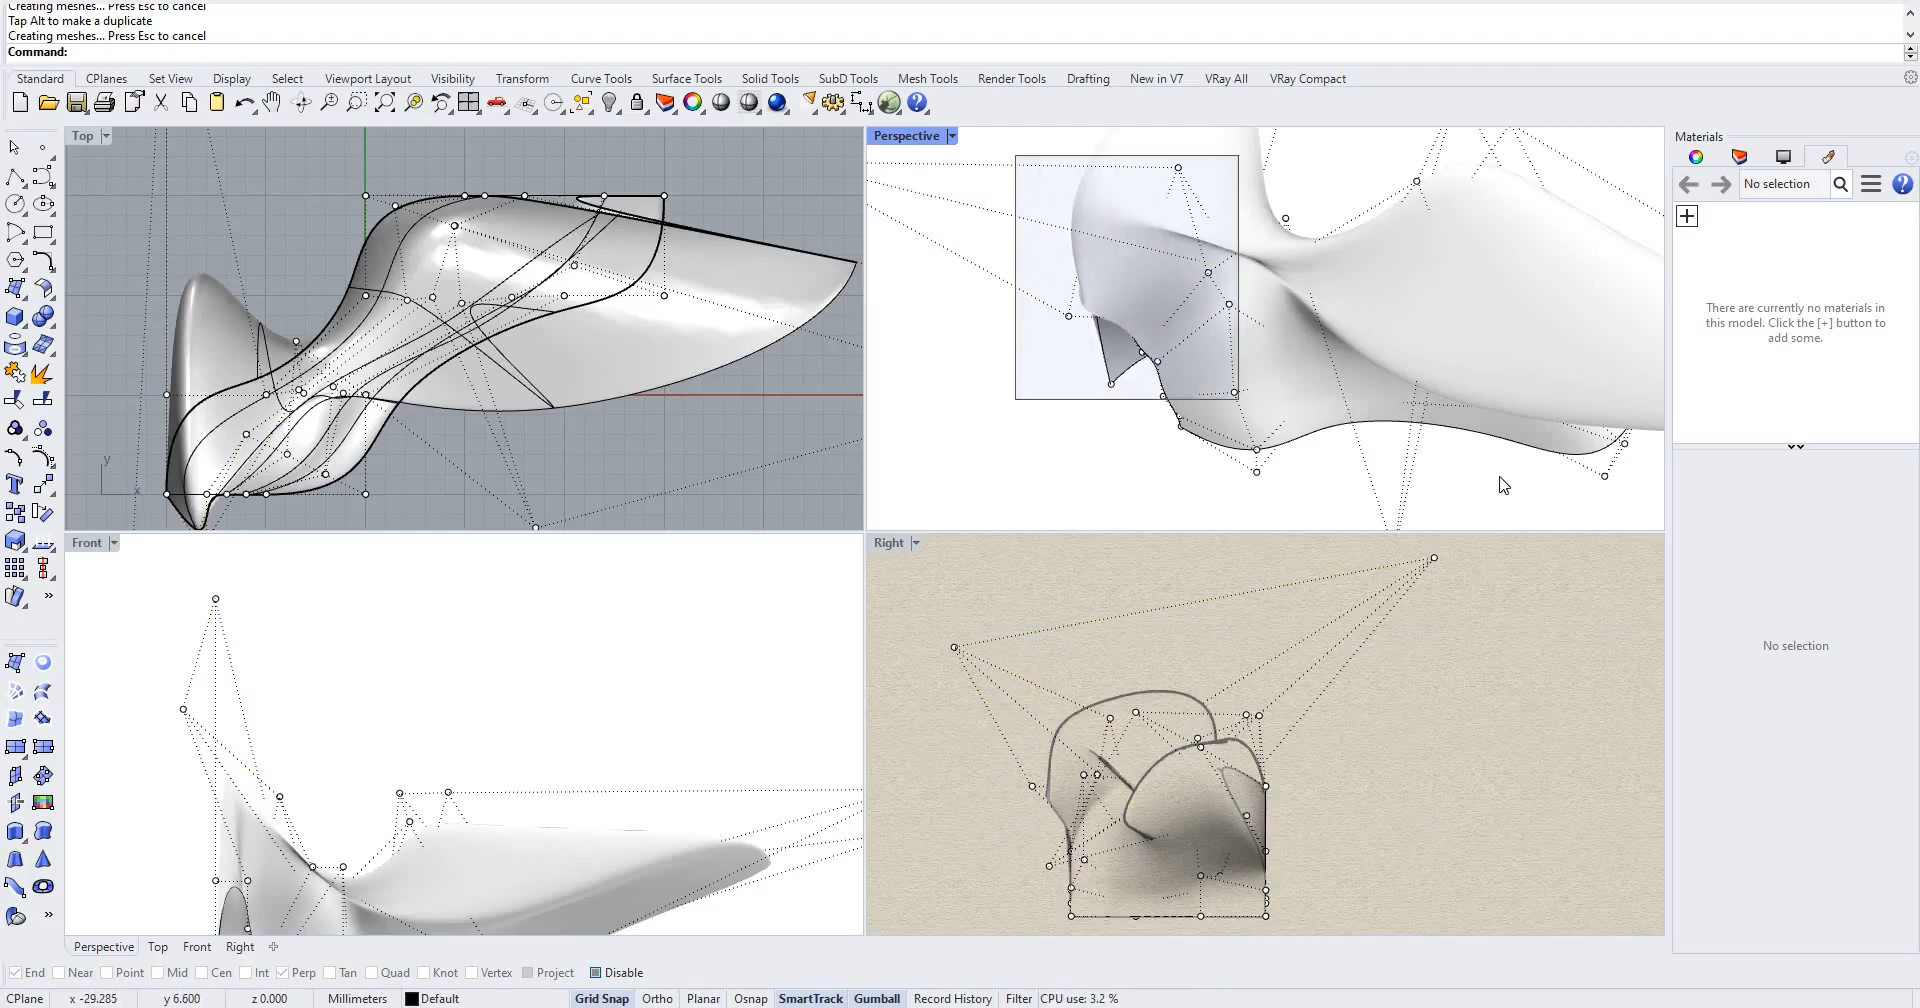 Creating meshes... Press Esc to cancel
Tap Alt to make a duplicate
Creating meshes... Press Esc to cancel
Command:
Standard CPlanes Set View Display Select Viewport Layout Visibility Transform Curve Tools Surface Tools Solid Tools SubD Tools Mesh Tools Render Tools Drafting New in V7 VRay All VRay Compact
Top
Perspective
Materials
No selection
There are currently no materials in
this model. Click the [+] button to
add some.
y
x
Front
Right
No selection
Perspective Top Front Right
End Near Point Mid Cen Int Perp Tan Quad Knot Vertex Project Disable
CPlane x -29.285 y 6.600 z 0.000 Millimeters Default Grid Snap Ortho Planar Osnap SmartTrack Gumball Record History Filter CPU use: 3.2 %